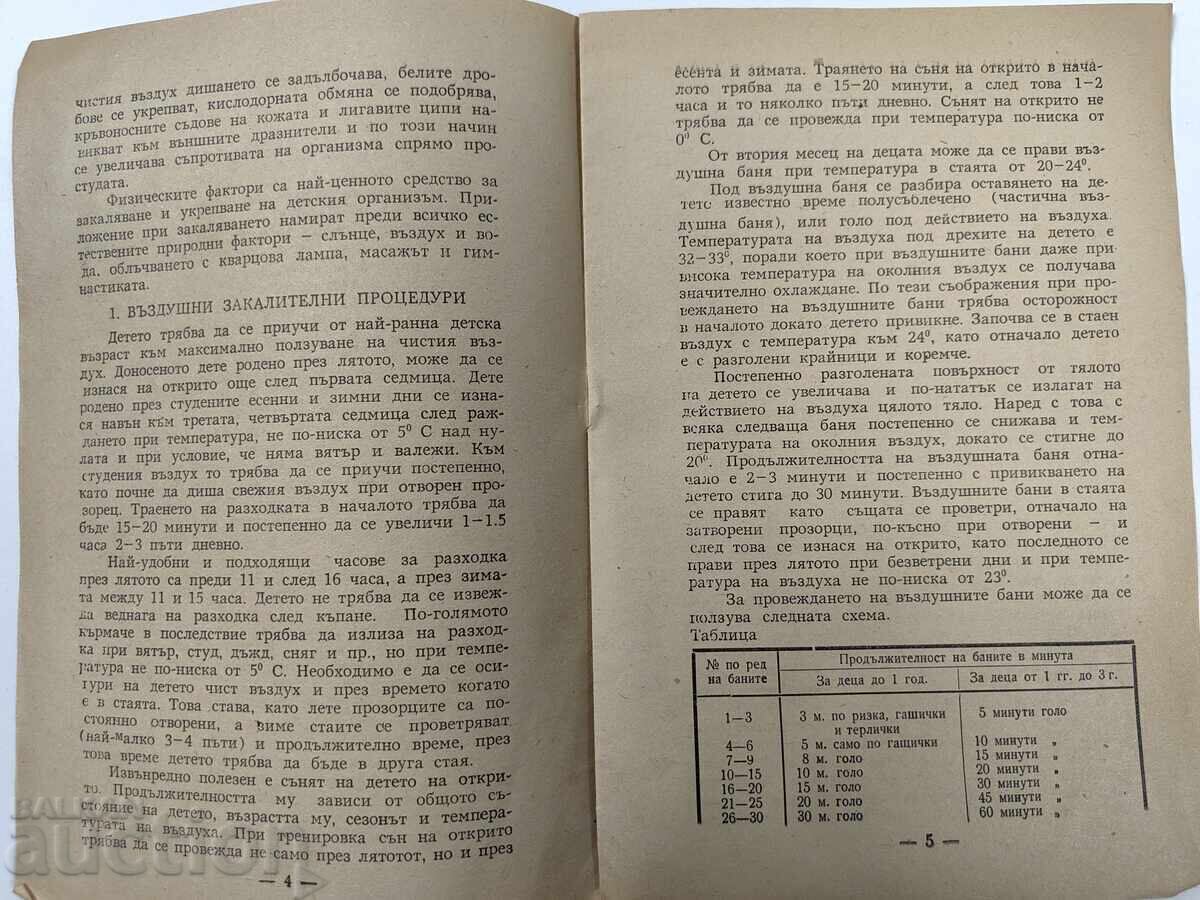 чистия въздух дишането се задълбочава, белите дро-
бове се укрепват, кислородната обмяна се подобрява,
кръвоносните съдове на кожата и лигавите ципи на-
викват към външните дразнители и по този начин
се увеличава съпротивата на организма спрямо про-
студата.
Физическите фактори са най-ценното средство за
закаляване и укрепване на детския организъм. При-
ложение при закаляването намират преди всичко ес-
тествените природни фактори — слънце, въздух и во-
да, облъчването с кварцова лампа, масажът и гим-
настиката.
1. ВЪЗДУШНИ ЗАКАЛИТЕЛНИ ПРОЦЕДУРИ
Детето трябва да се приучи от най-ранна детска
възраст към максимално ползуване на чистия въз-
дух. Доносеното дете родено през лятото, може да се
изнася на открито още след първата седмица. Дете
родено през студените есенни и зимни дни се изна-
ся навън към третата, четвъртата седмица след раж-
дането при температура, не по-ниска от 5⁰ С над ну-
лата и при условие, че няма вятър и валежи. Към
студения въздух то трябва да се приучи постепенно,
като почне да диша свежия въздух при отворен про-
зорец. Траенето на разходката в началото трябва да
бъде 15—20 минути и постепенно да се увеличи 1—1.5
часа 2—3 пъти дневно.
Най-удобни и подходящи часове за разходка
през лятото са преди 11 и след 16 часа, а през зима-
та между 11 и 15 часа. Детето не трябва да се извеж-
да веднага на разходка след къпане. По-голямото
кърмаче в последствие трябва да излиза на разход-
ка при вятър, студ, дъжд, сняг и пр., но при темпе-
ратура не по-ниска от 5⁰ С. Необходимо е да се оси-
гури на детето чист въздух и през времето когато
е в стаята. Това става, като лете прозорците са по-
стоянно отворени, а зиме стаите се проветряват
(най-малко 3—4 пъти) и продължително време, през
това време детето трябва да бъде в друга стая.
Извънредно полезен е сънят на детето на откри-
то. Продължителността му зависи от общото съ-
стояние на детето, възрастта му, сезонът и темпера-
турата на въздуха. При тренировка сън на открито
трябва да се провежда не само през лятотот, но и през
— 4 —
есента и зимата. Траянето на съня на открито в нача-
лото трябва да е 15—20 минути, а след това 1—2
часа и то няколко пъти дневно. Сънят на открито не
трябва да се провежда при температура по-ниска от
0⁰ С.
От втория месец на децата може да се прави въз-
душна баня при температура в стаята от 20—24⁰.
Под въздушна баня се разбира оставянето на де-
тето известно време полусъблечено (частична въз-
душна баня), или голо под действието на въздуха.
Температурата на въздуха под дрехите на детето е
32—33⁰, поради което при въздушните бани даже при
висока температура на околния въздух се получава
значително охлаждане. По тези съображения при про-
веждането на въздушните бани трябва осторожност
в началото докато детето привикне. Започва се в стаен
въздух с температура към 24⁰, като отначало детето
е с разголени крайници и коремче.
Постепенно разголената повърхност от тялото
на детето се увеличава и по-нататък се излагат на
действието на въздуха цялото тяло. Наред с това с
всяка следваща баня постепенно се снижава и тем-
пературата на околния въздух, докато се стигне до
20⁰. Продължителността на въздушната баня отна-
чало е 2—3 минути и постепенно с привикването на
детето стига до 30 минути. Въздушните бани в стаята
се правят като същата се проветри, отначало на
затворени прозорци, по-късно при отворени — и
след това се изнася на открито, като последното се
прави през лятото при безветрени дни и при темпе-
ратура на въздуха не по-ниска от 23⁰.
За провеждането на въздушните бани може да се
ползува следната схема.
Таблица
№ по ред на баните Продължителност на баните в минута
За деца до 1 год. За деца от 1 гг. до 3 г.
1—3 3 м. по ризка, гащички 5 минути голо
и терлички
4—6 5 м. само по гащички 10 минути „
7—9 8 м. голо 15 минути „
10—15 10 м. голо 20 минути „
16—20 15 м. голо 30 минути „
21—25 20 м. голо 45 минути „
26—30 30 м. голо 60 минути „
— 5 —
auction